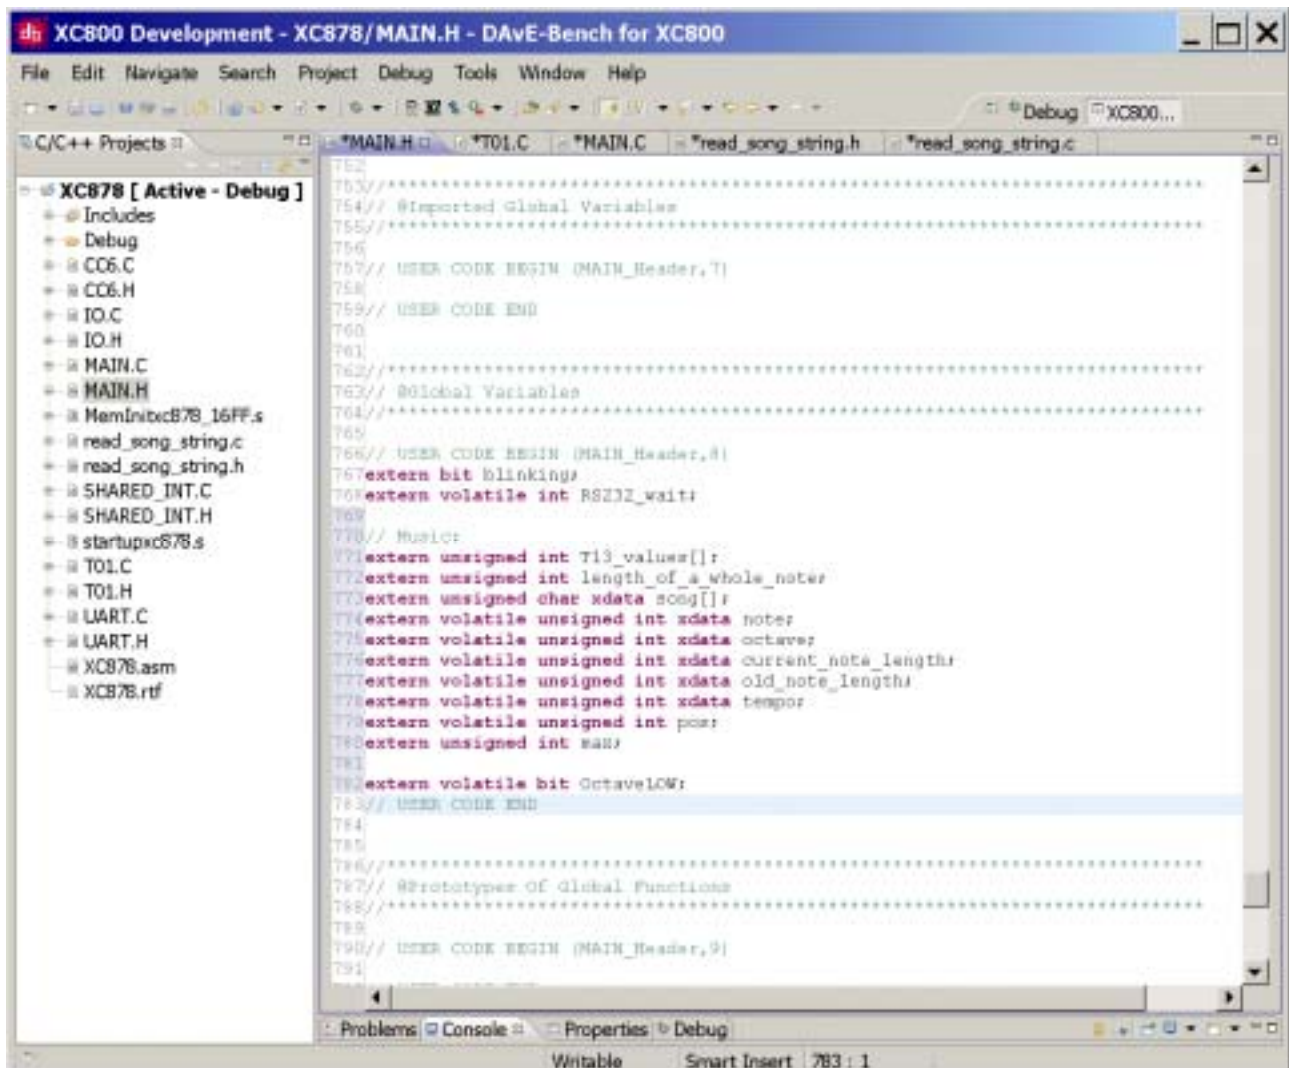 XC800 Development - XC878/MAIN.H - DAvE-Bench for XC800
File Edit Navigate Search Project Debug Tools Window Help
Debug XC800...
C/C++ Projects
*MAIN.H *T01.C *MAIN.C *read_song_string.h *read_song_string.c
XC878 [ Active - Debug ]
Includes
Debug
CC6.C
CC6.H
IO.C
IO.H
MAIN.C
MAIN.H
MemInitxc878_16FF.s
read_song_string.c
read_song_string.h
SHARED_INT.C
SHARED_INT.H
startupxc878.s
T01.C
T01.H
UART.C
UART.H
XC878.asm
XC878.rtf
752
753//****************************************************************************
754// @Imported Global Variables
755//****************************************************************************
756
757// USER CODE BEGIN (MAIN_Header,7)
758
759// USER CODE END
760
761
762//****************************************************************************
763// @Global Variables
764//****************************************************************************
765
766// USER CODE BEGIN (MAIN_Header,8)
767extern bit blinking;
768extern volatile int RS232_wait;
769
770// Music:
771extern unsigned int T13_values[];
772extern unsigned int length_of_a_whole_note;
773extern unsigned char xdata song[];
774extern volatile unsigned int xdata note;
775extern volatile unsigned int xdata octave;
776extern volatile unsigned int xdata current_note_length;
777extern volatile unsigned int xdata old_note_length;
778extern volatile unsigned int xdata tempo;
779extern volatile unsigned int pos;
780extern unsigned int max;
781
782extern volatile bit OctaveLOW;
783// USER CODE END
784
785
786//****************************************************************************
787// @Prototypes Of Global Functions
788//****************************************************************************
789
790// USER CODE BEGIN (MAIN_Header,9)
791
Problems Console Properties Debug
Writable Smart Insert 783 : 1